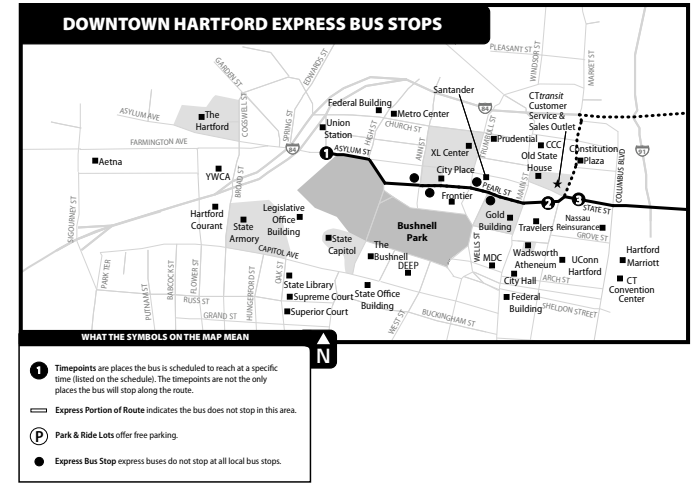 DOWNTOWN HARTFORD EXPRESS BUS STOPS
PLEASANT ST
WINDSOR ST
MARKET ST
GARDEN ST
EDWARDS ST
COGSWELL ST
ASYLUM AVE
The
Hartford
SPRING ST
Santander
CTtransit
Customer
Service &
Sales Outlet
84
Federal Building
Metro Center
Union
Station
HIGH ST
CHURCH ST
ANN ST
TRUMBULL ST
Prudential
CCC
XL Center
Old State
House
Constitution
Plaza
91
FARMINGTON AVE
84
1
ASYLUM ST
Aetna
YWCA
BROAD ST
City Place
PEARL ST
MAIN ST
COLUMBUS BLVD
Frontier
2
3
STATE ST
SIGOURNEY ST
Hartford
Courant
State
Armory
Legislative
Office
Building
State
Capitol
Bushnell
Park
Gold
Building
Travelers
Nassau
Reinsurance
GROVE ST
CAPITOL AVE
The
Bushnell
DEEP
WELLS ST
MDC
Wadsworth
Atheneum
UConn
Hartford
Hartford
Marriott
PARK TER
PUTNAM ST
BABCOCK ST
FLOWER ST
RUSS ST
GRAND ST
HUNGERFORD ST
OAK ST
State Library
Supreme Court
Superior Court
State Office
Building
WEST ST
BUCKINGHAM ST
City Hall
ARCH ST
Federal
Building
SHELDON STREET
CT
Convention
Center
N
WHAT THE SYMBOLS ON THE MAP MEAN
1 Timepoints are places the bus is scheduled to reach at a specific
time (listed on the schedule). The timepoints are not the only
places the bus will stop along the route.
Express Portion of Route indicates the bus does not stop in this area.
P Park & Ride Lots offer free parking.
Express Bus Stop express buses do not stop at all local bus stops.